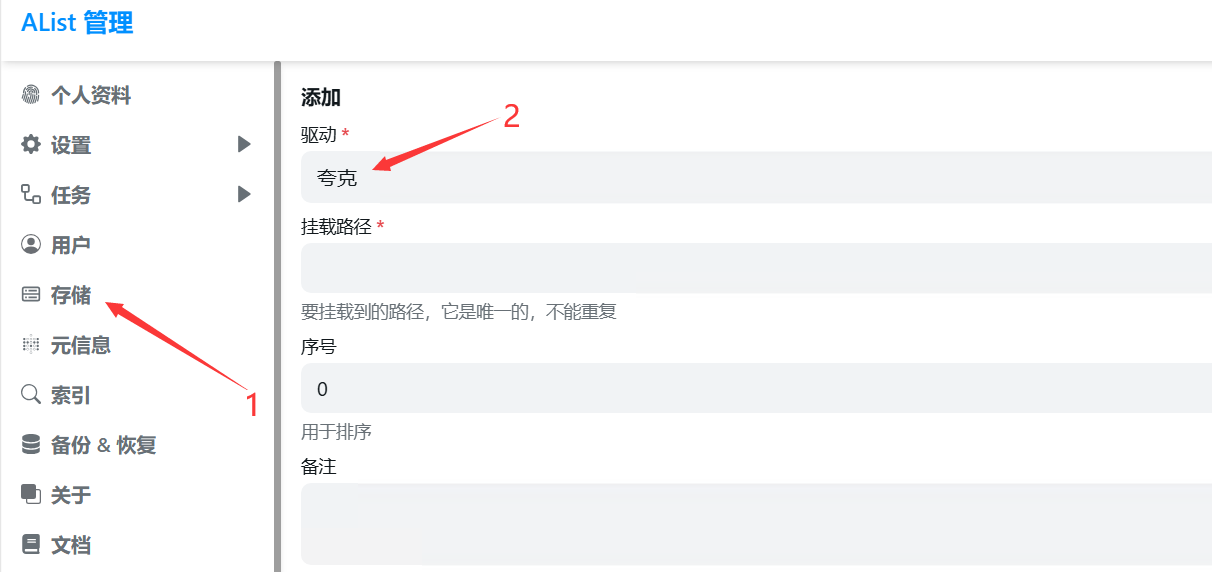 AList 管理
个人资料
设置
任务
用户
存储
元信息
索引
备份 & 恢复
关于
文档
1
添加
驱动 *
夸克
2
挂载路径 *
要挂载到的路径，它是唯一的，不能重复
序号
0
用于排序
备注